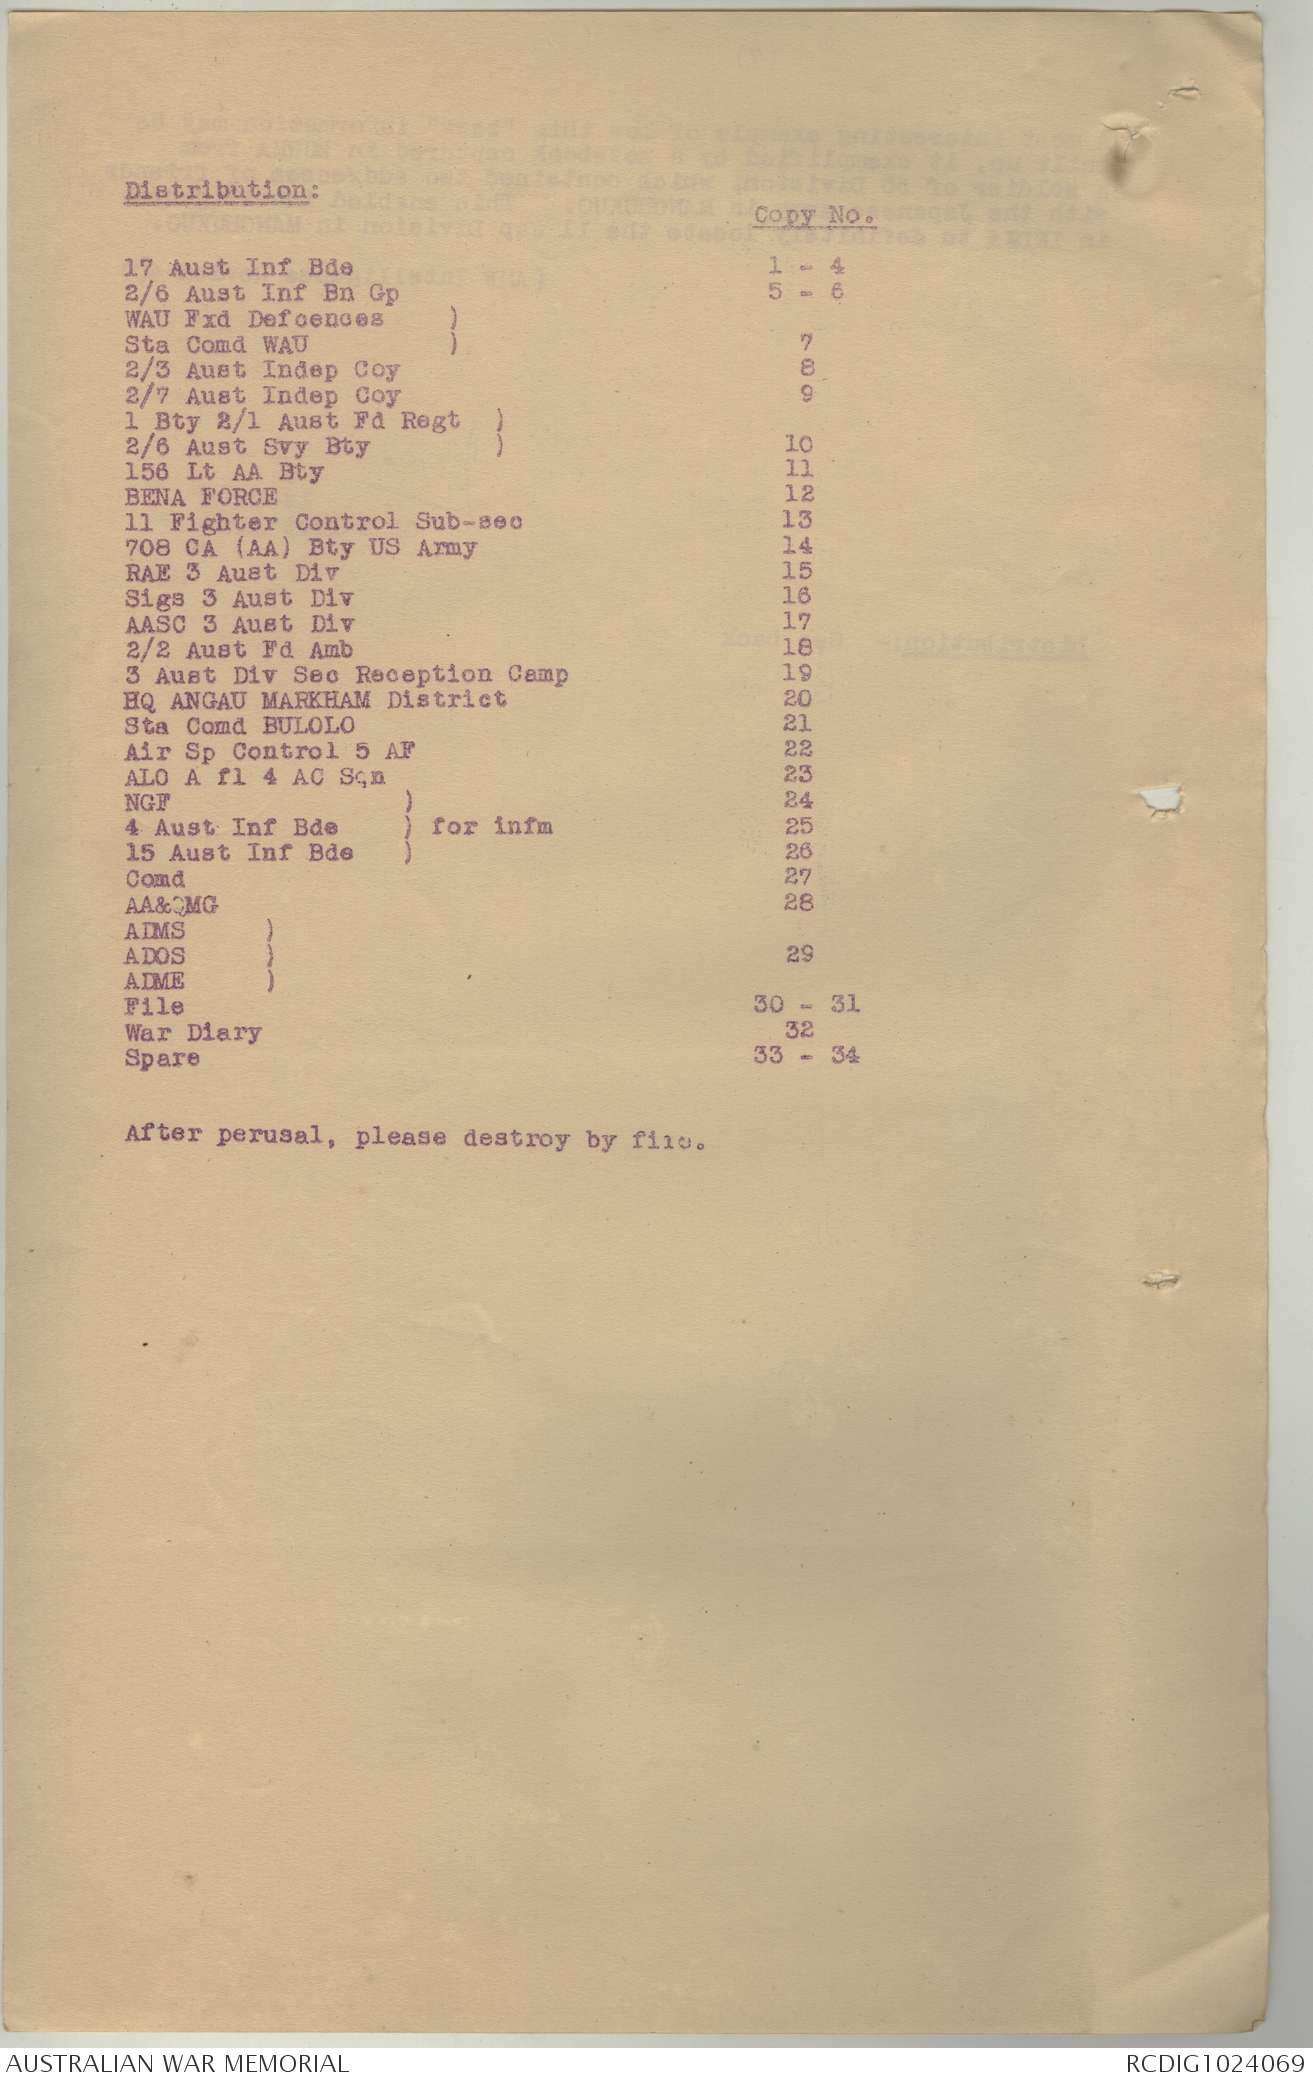 Distribution:
Copy No.
17 Aust Inf Bde 1 - 4
2/6 Aust Inf Bn Gp 5 - 6
WAU Fxd Defcences )
Sta Comd WAU ) 7
2/3 Aust Indep Coy 8
2/7 Aust Indep Coy 9
1 Bty 2/1 Aust Fd Regt )
2/6 Aust Svy Bty ) 10
156 Lt AA Bty 11
BENA FORCE 12
11 Fighter Control Sub-sec 13
708 CA (AA) Bty US Army 14
RAE 3 Aust Div 15
Sigs 3 Aust Div 16
AASC 3 Aust Div 17
2/2 Aust Fd Amb 18
3 Aust Div Sec Reception Camp 19
HQ ANGAU MARKHAM District 20
Sta Comd BULOLO 21
Air Sp Control 5 AF 22
ALO A fl 4 AC Sqn 23
NGF ) 24
4 Aust Inf Bde ) for infm 25
15 Aust Inf Bde ) 26
Comd 27
AA&QMG 28
ADMS )
ADOS ) 29
ADME )
File 30 - 31
War Diary 32
Spare 33 - 34
After perusal, please destroy by fire.
AUSTRALIAN WAR MEMORIAL
RCDIG1024069